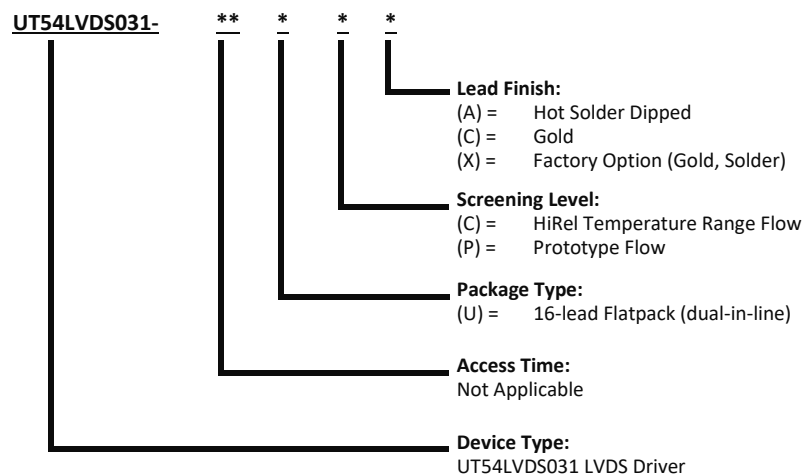 UT54LVDS031- ** * * *
Lead Finish:
(A) = Hot Solder Dipped
(C) = Gold
(X) = Factory Option (Gold, Solder)
Screening Level:
(C) = HiRel Temperature Range Flow
(P) = Prototype Flow
Package Type:
(U) = 16-lead Flatpack (dual-in-line)
Access Time:
Not Applicable
Device Type:
UT54LVDS031 LVDS Driver